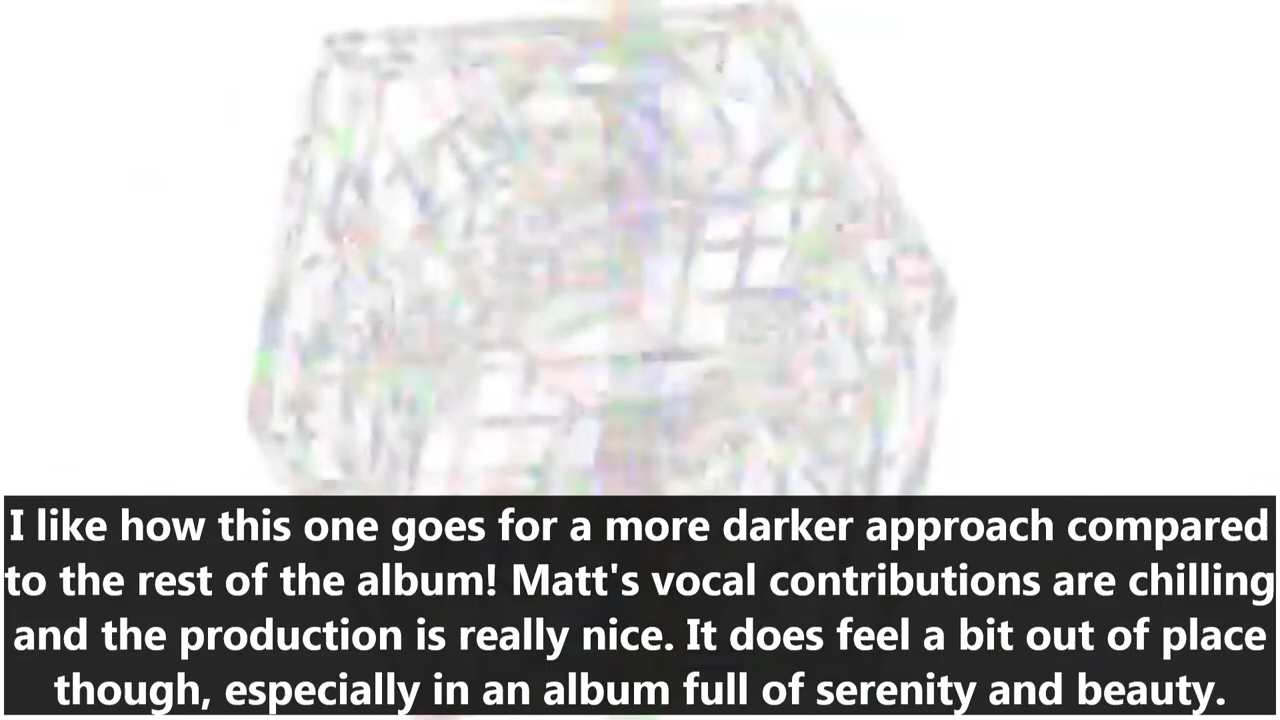 I like how this one goes for a more darker approach compared
to the rest of the album! Matt's vocal contributions are chilling
and the production is really nice. It does feel a bit out of place
though, especially in an album full of serenity and beauty.